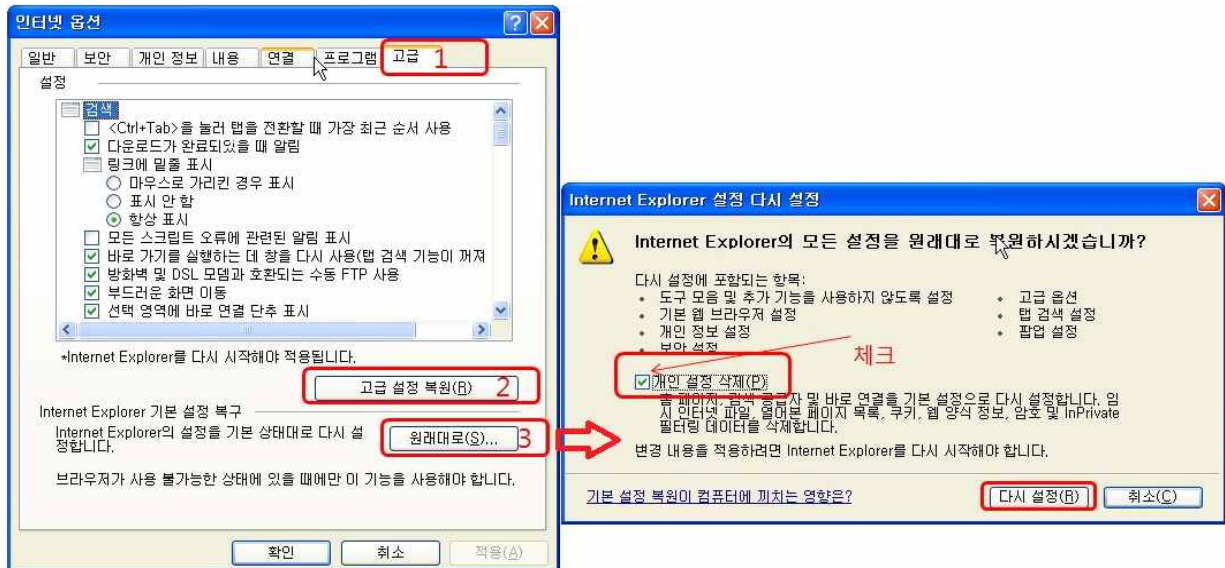 인터넷 옵션
일반 보안 개인 정보 내용 연결 프로그램 고급 1
설정
검색
<Ctrl+Tab>을 눌러 탭을 전환할 때 가장 최근 순서 사용
다운로드가 완료되었을 때 알림
링크에 밑줄 표시
마우스로 가리킨 경우 표시
표시 안 함
항상 표시
모든 스크립트 오류에 관련된 알림 표시
바로 가기를 실행하는 데 창을 다시 사용(탭 검색 기능이 꺼져
방화벽 및 DSL 모뎀과 호환되는 수동 FTP 사용
부드러운 화면 이동
선택 영역에 바로 연결 단추 표시
*Internet Explorer를 다시 시작해야 적용됩니다.
고급 설정 복원(R) 2
Internet Explorer 기본 설정 복구
Internet Explorer의 설정을 기본 상태대로 다시 설
정합니다.
원래대로(S)... 3
브라우저가 사용 불가능한 상태에 있을 때에만 이 기능을 사용해야 합니다.
확인 취소 적용(A)
Internet Explorer 설정 다시 설정
Internet Explorer의 모든 설정을 원래대로 복원하시겠습니까?
다시 설정에 포함되는 항목:
• 도구 모음 및 추가 기능을 사용하지 않도록 설정
• 기본 웹 브라우저 설정
• 개인 정보 설정
• 보안 설정
• 고급 옵션
• 탭 검색 설정
• 팝업 설정
체크
개인 설정 삭제(P)
홈 페이지, 검색 공급자 및 바로 연결을 기본 설정으로 다시 설정합니다. 임
시 인터넷 파일, 열어본 페이지 목록, 쿠키, 웹 양식 정보, 암호 및 InPrivate
필터링 데이터를 삭제합니다.
변경 내용을 적용하려면 Internet Explorer를 다시 시작해야 합니다.
기본 설정 복원이 컴퓨터에 끼치는 영향은?
다시 설정(R) 취소(C)